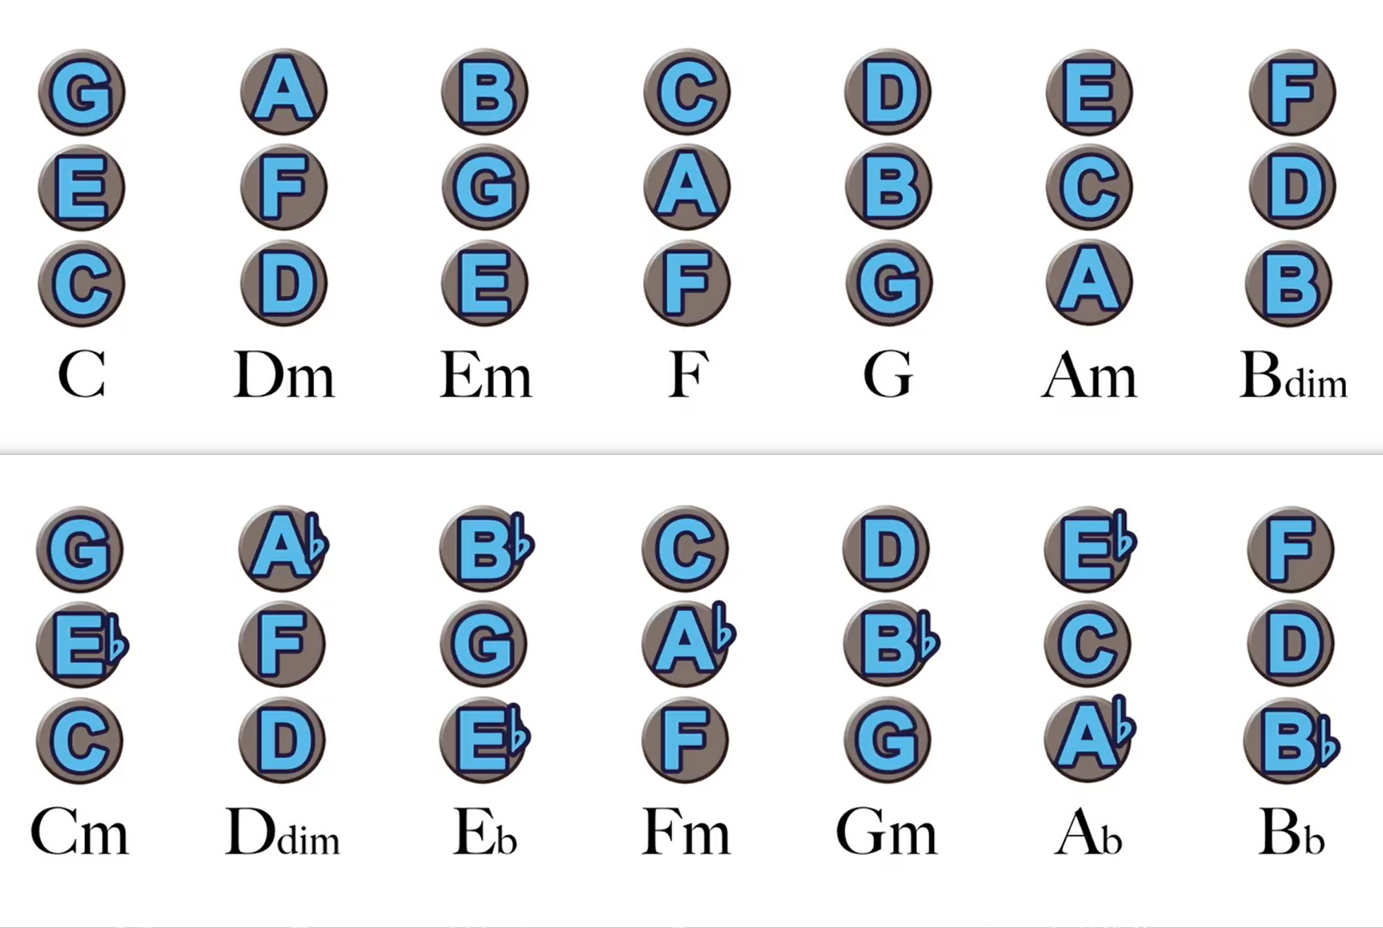 G A B C D E F
E F G A B C D
C D E F G A B
C Dm Em F G Am Bdim
G A♭ B♭ C D E♭ F
E♭ F G A♭ B♭ C D
C D E♭ F G A♭ B♭
Cm Ddim Eb Fm Gm Ab Bb